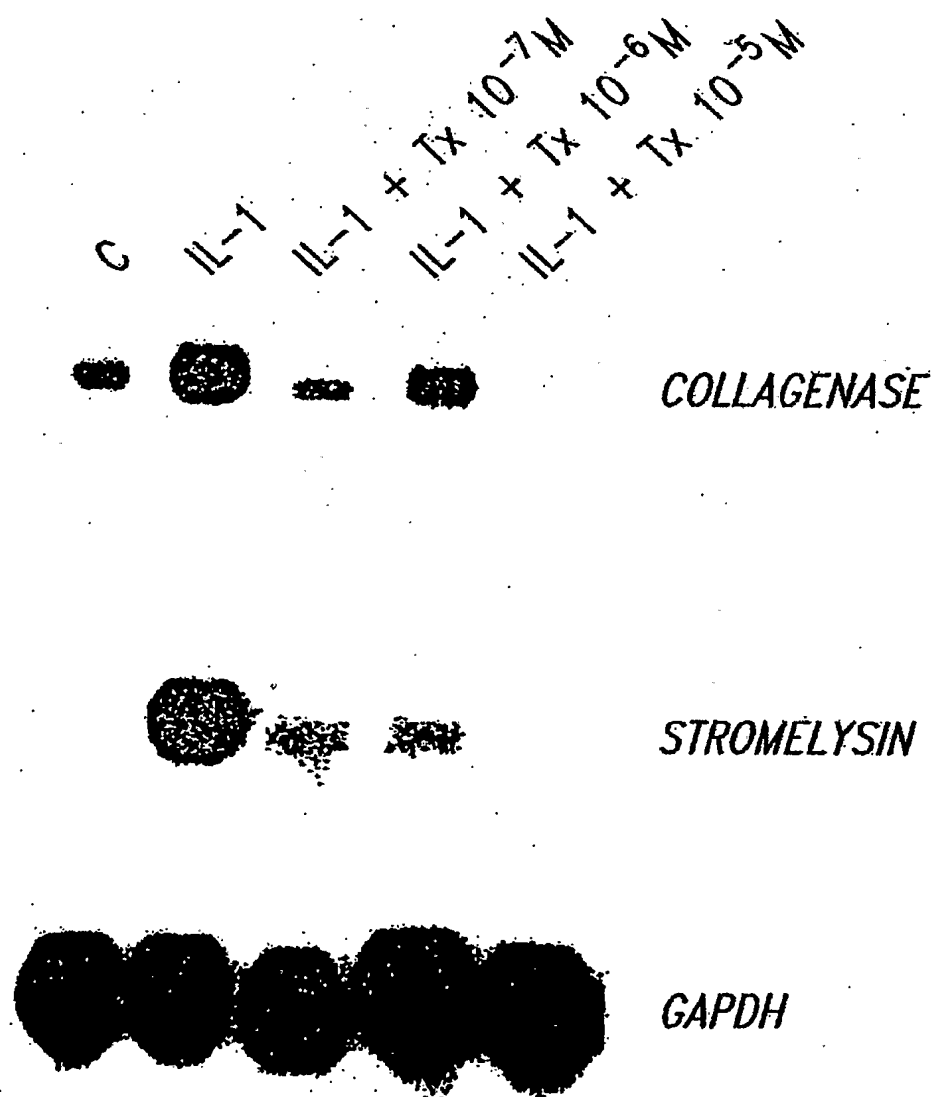 C
IL-1
IL-1 + Tx 10⁻⁷M
IL-1 + Tx 10⁻⁶M
IL-1 + Tx 10⁻⁵M
COLLAGENASE
STROMELYSIN
GAPDH